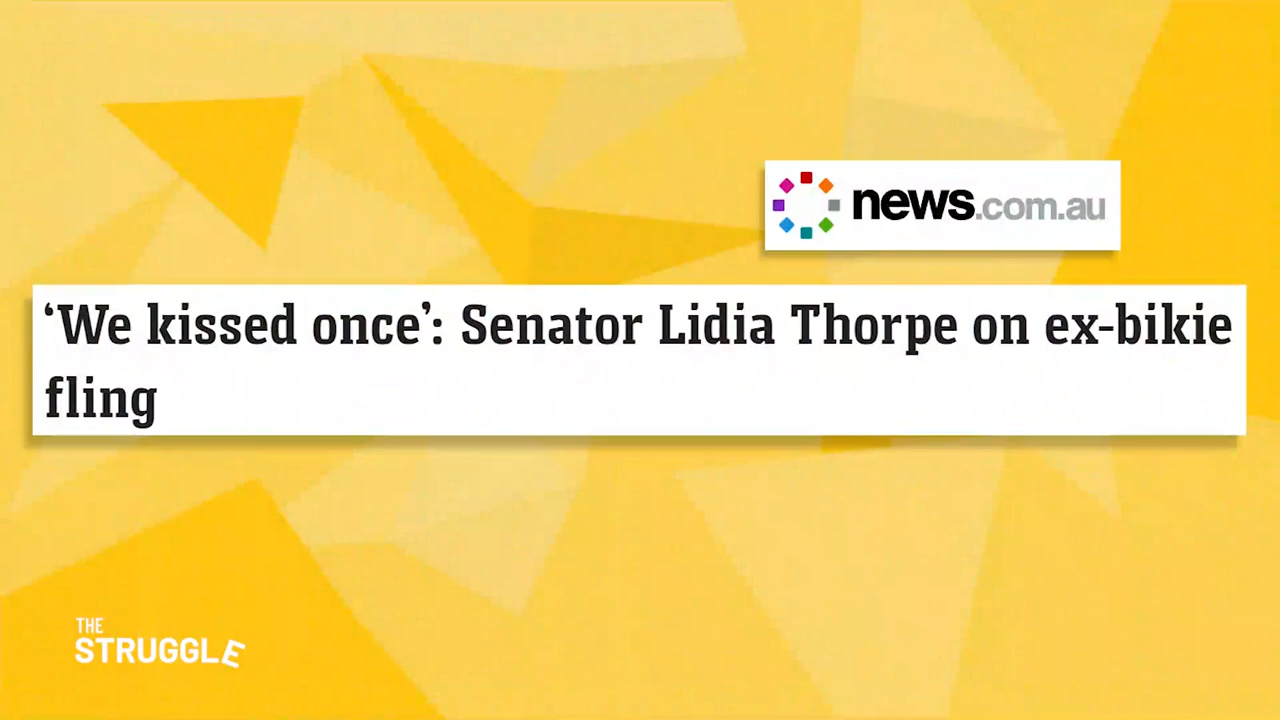 news.com.au
‘We kissed once’: Senator Lidia Thorpe on ex-bikie
fling
THE
STRUGGLE